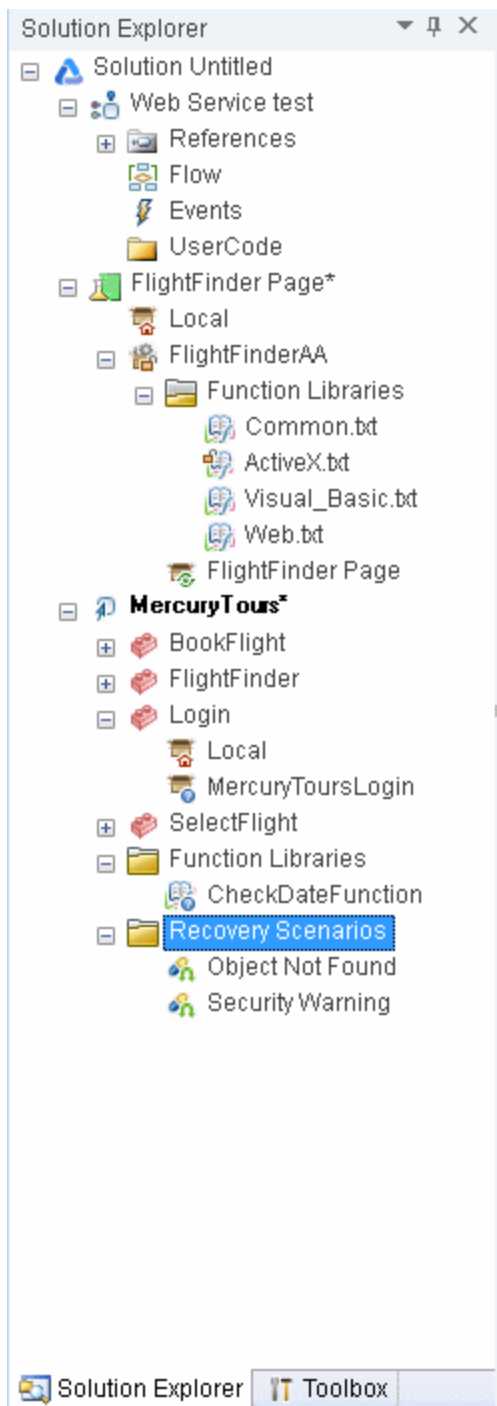 Solution Explorer
Solution Untitled
Web Service test
References
Flow
Events
UserCode
FlightFinder Page*
Local
FlightFinderAA
Function Libraries
Common.txt
ActiveX.txt
Visual_Basic.txt
Web.txt
FlightFinder Page
MercuryTours*
BookFlight
FlightFinder
Login
Local
MercuryToursLogin
SelectFlight
Function Libraries
CheckDateFunction
Recovery Scenarios
Object Not Found
Security Warning
Solution Explorer Toolbox